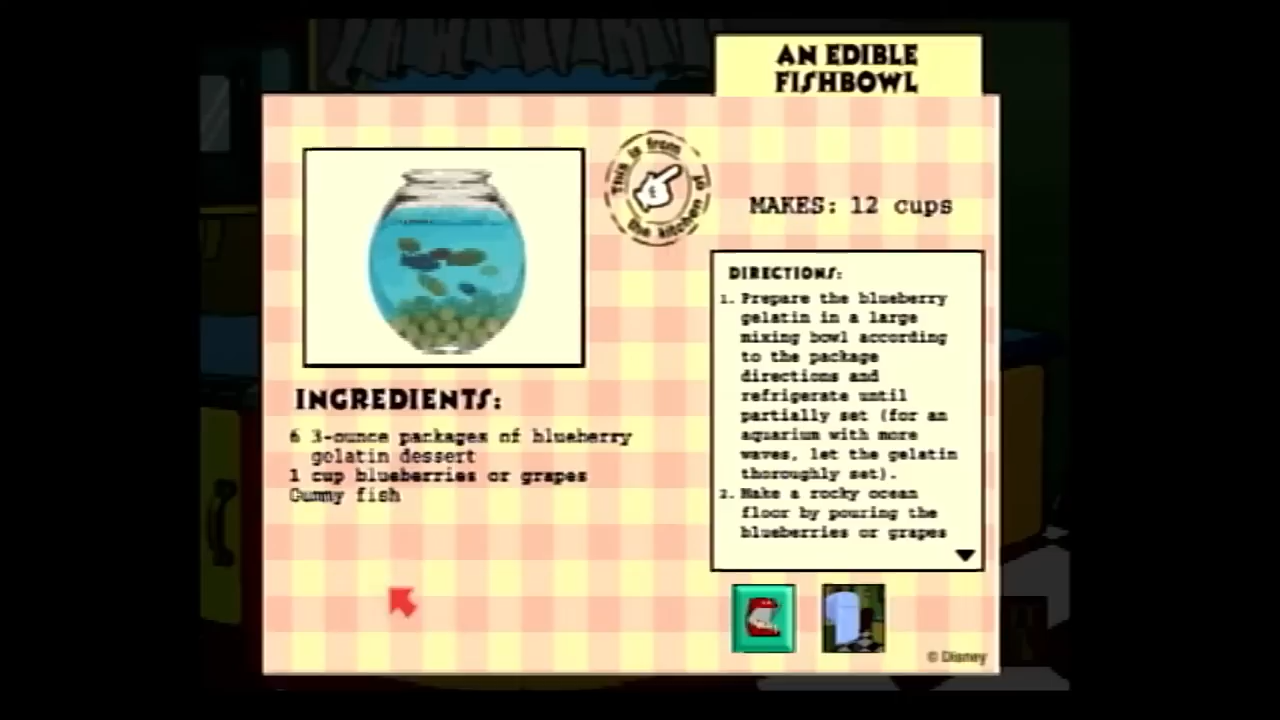 AN EDIBLE
FISHBOWL
This is from
the kitchen
of
MAKES: 12 cups
INGREDIENTS:
6 3-ounce packages of blueberry
gelatin dessert
1 cup blueberries or grapes
Gummy fish
DIRECTIONS:
1. Prepare the blueberry
gelatin in a large
mixing bowl according
to the package
directions and
refrigerate until
partially set (for an
aquarium with more
waves, let the gelatin
thoroughly set).
2. Make a rocky ocean
floor by pouring the
blueberries or grapes
© Disney